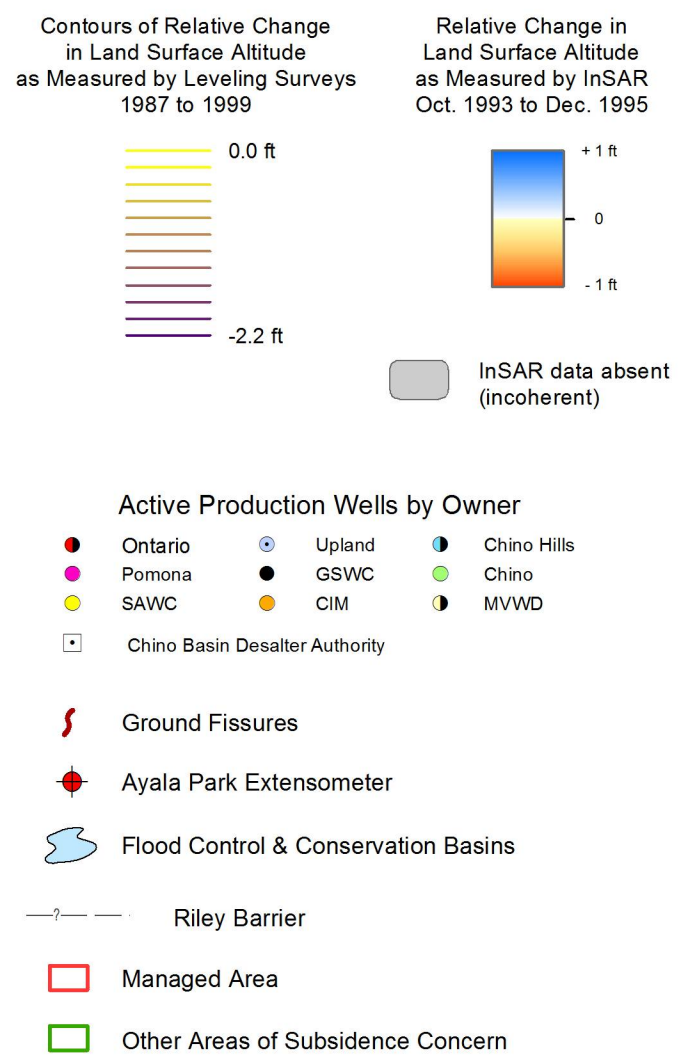 Contours of Relative Change
in Land Surface Altitude
as Measured by Leveling Surveys
1987 to 1999
0.0 ft
-2.2 ft
Relative Change in
Land Surface Altitude
as Measured by InSAR
Oct. 1993 to Dec. 1995
+ 1 ft
0
- 1 ft
InSAR data absent
(incoherent)
Active Production Wells by Owner
Ontario
Upland
Chino Hills
Pomona
GSWC
Chino
SAWC
CIM
MVWD
Chino Basin Desalter Authority
Ground Fissures
Ayala Park Extensometer
Flood Control & Conservation Basins
?
Riley Barrier
Managed Area
Other Areas of Subsidence Concern